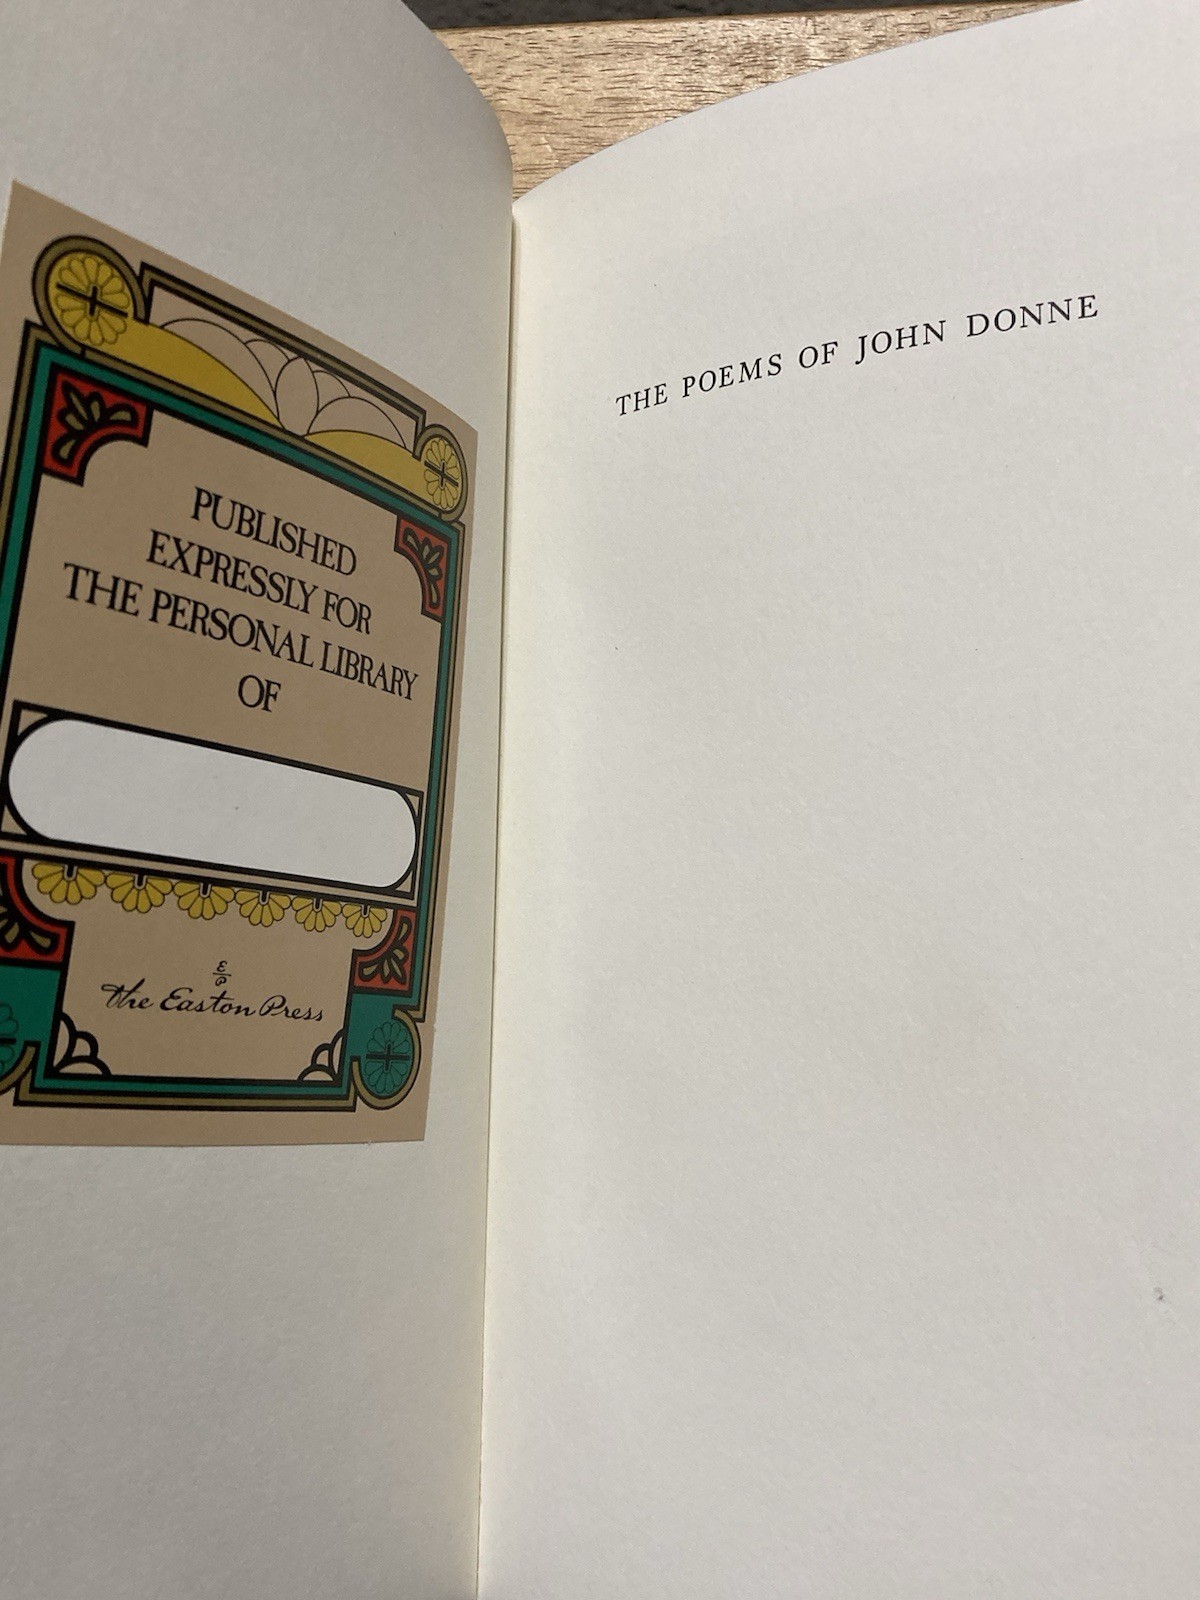 PUBLISHED
EXPRESSLY FOR
THE PERSONAL LIBRARY
OF
E
P
the Easton Press
THE POEMS OF JOHN DONNE